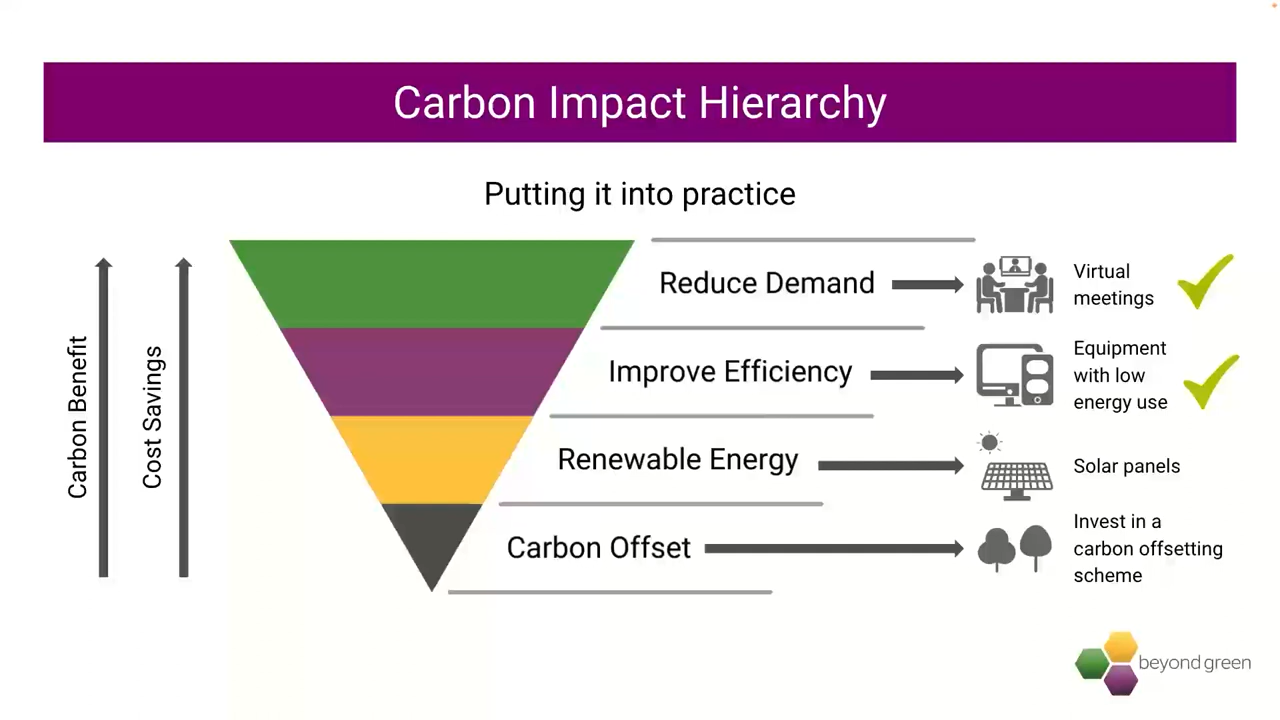 Carbon Impact Hierarchy
Putting it into practice
Carbon Benefit
Cost Savings
Reduce Demand
Virtual
meetings
Improve Efficiency
Equipment
with low
energy use
Renewable Energy
Solar panels
Carbon Offset
Invest in a
carbon offsetting
scheme
beyond green